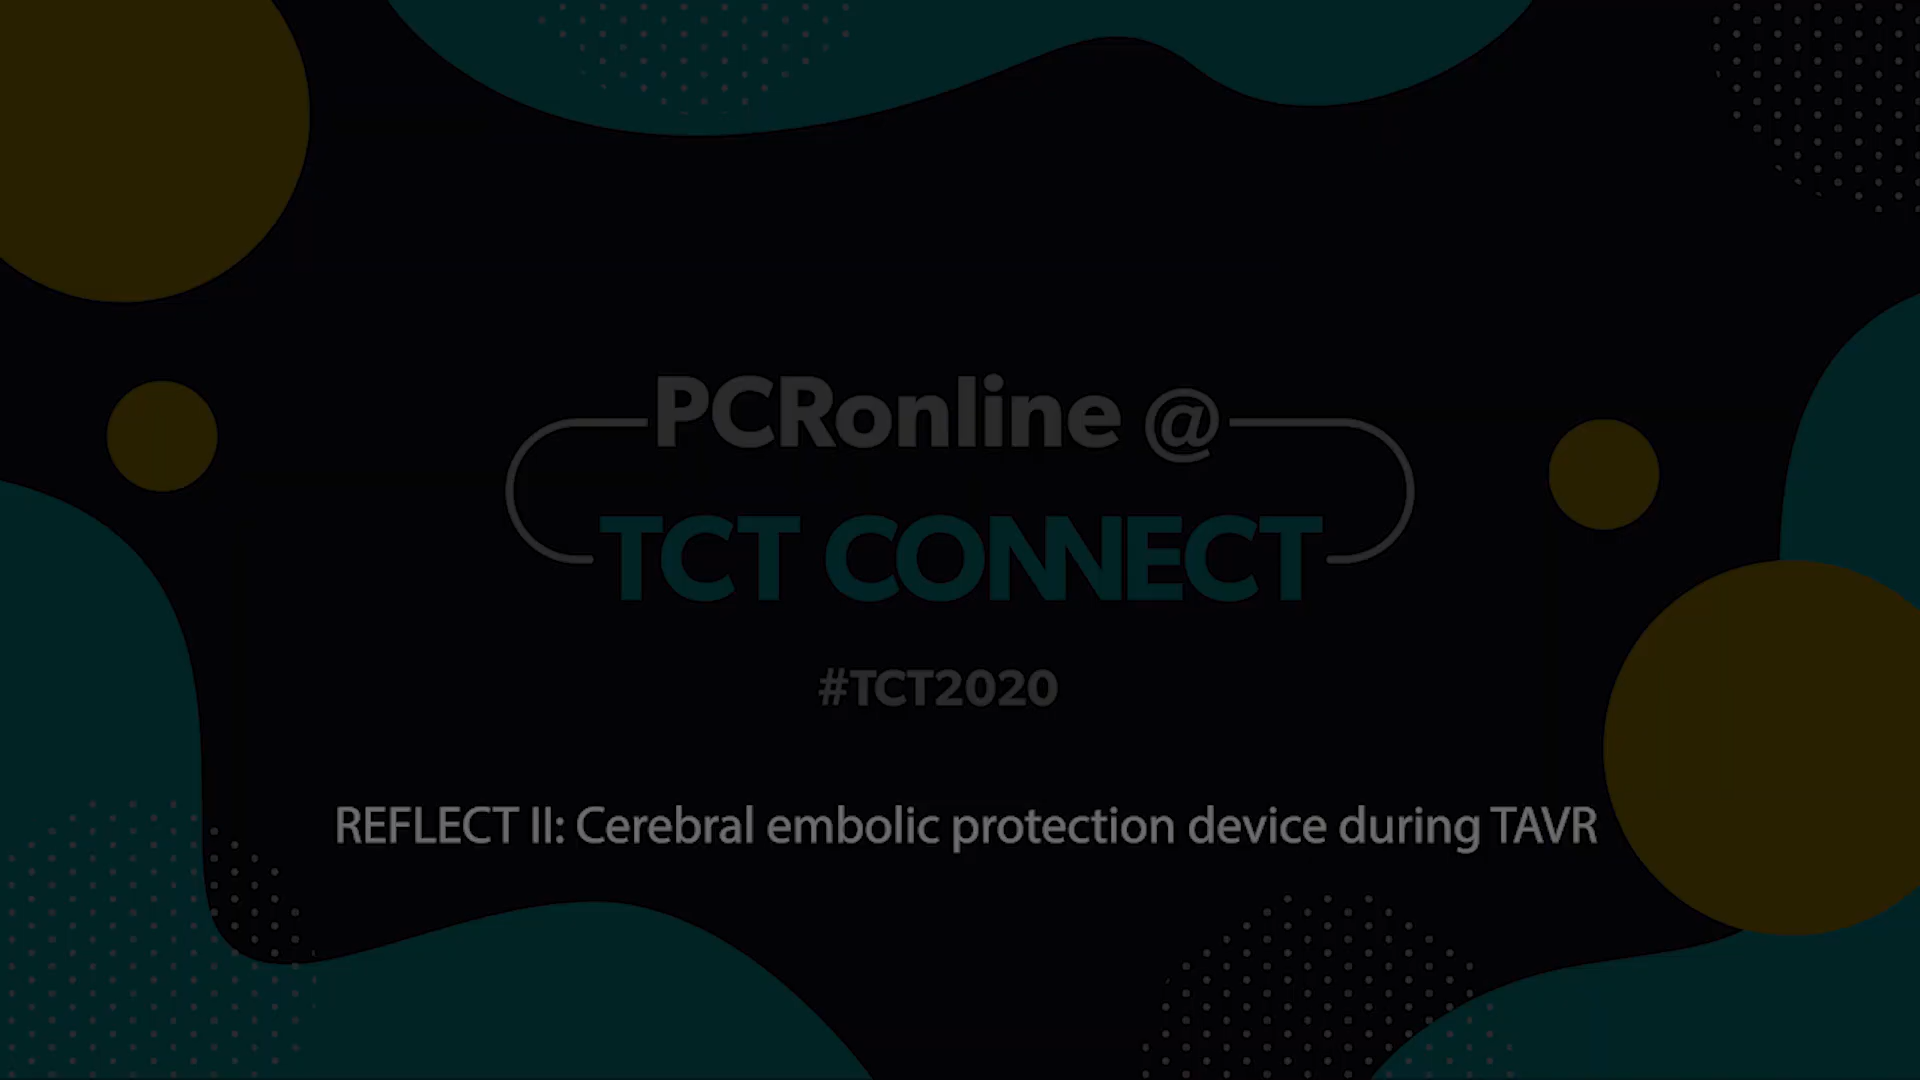 PCRonline @
TCT CONNECT
#TCT2020
REFLECT II: Cerebral embolic protection device during TAVR